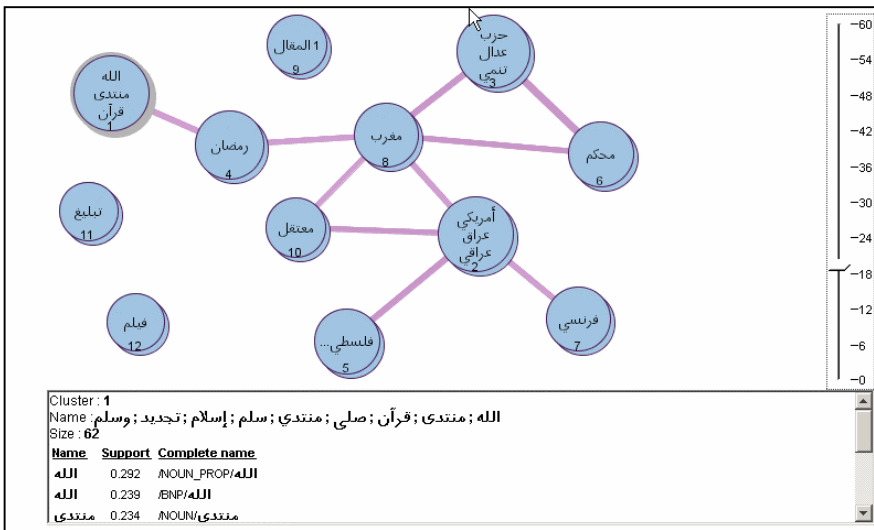 الله
منتدى
قرآن
1
1 المقال
9
حزب
عدال
تنمي
3
رمضان
4
مغرب
8
محكم
6
تبليغ
11
معتقل
10
أمريكي
عراق
عراقي
2
فيلم
12
فلسطي...
5
فرنسي
7
-60
-54
-48
-42
-36
-30
-24
-18
-12
-6
-0
Cluster : 1
Name : الله ; منتدى ; قرآن ; صلى ; منتدي ; سلم ; إسلام ; تجديد ; وسلم
Size : 62
Name Support Complete name
الله 0.292 /NOUN_PROP/الله
الله 0.239 /BNP/الله
منتدى 0.234 /NOUN/منتدى